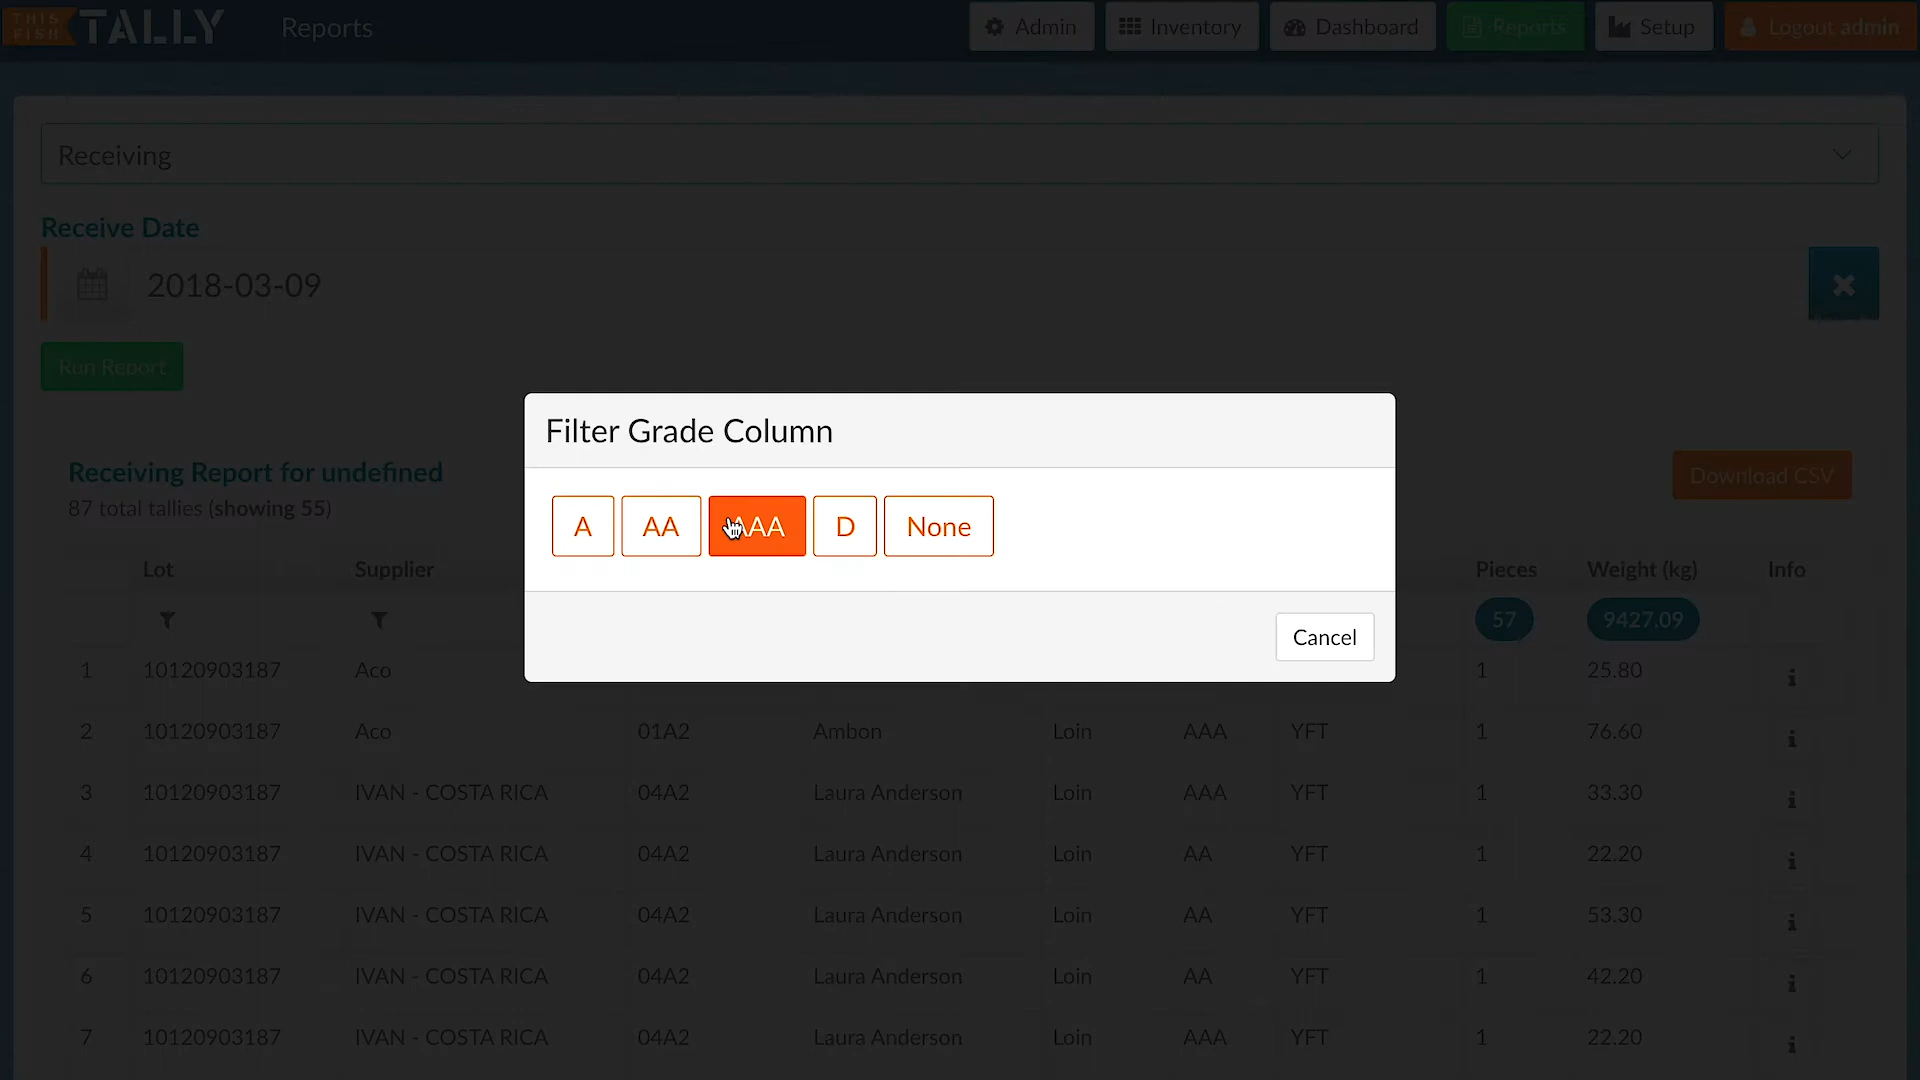 THIS FISH TALLY Reports Admin Inventory Dashboard Reports Setup Logout admin
Receiving
Receive Date
2018-03-09
Run Report
Filter Grade Column
Receiving Report for undefined
Download CSV
87 total tallies (showing 55)
A AA AAA D None
Lot Supplier Pieces Weight (kg) Info
57 9427.09
Cancel
1 10120903187 Aco 1 25.80
2 10120903187 Aco 01A2 Ambon Loin AAA YFT 1 76.60
3 10120903187 IVAN - COSTA RICA 04A2 Laura Anderson Loin AAA YFT 1 33.30
4 10120903187 IVAN - COSTA RICA 04A2 Laura Anderson Loin AA YFT 1 22.20
5 10120903187 IVAN - COSTA RICA 04A2 Laura Anderson Loin AA YFT 1 53.30
6 10120903187 IVAN - COSTA RICA 04A2 Laura Anderson Loin AA YFT 1 42.20
7 10120903187 IVAN - COSTA RICA 04A2 Laura Anderson Loin AAA YFT 1 22.20